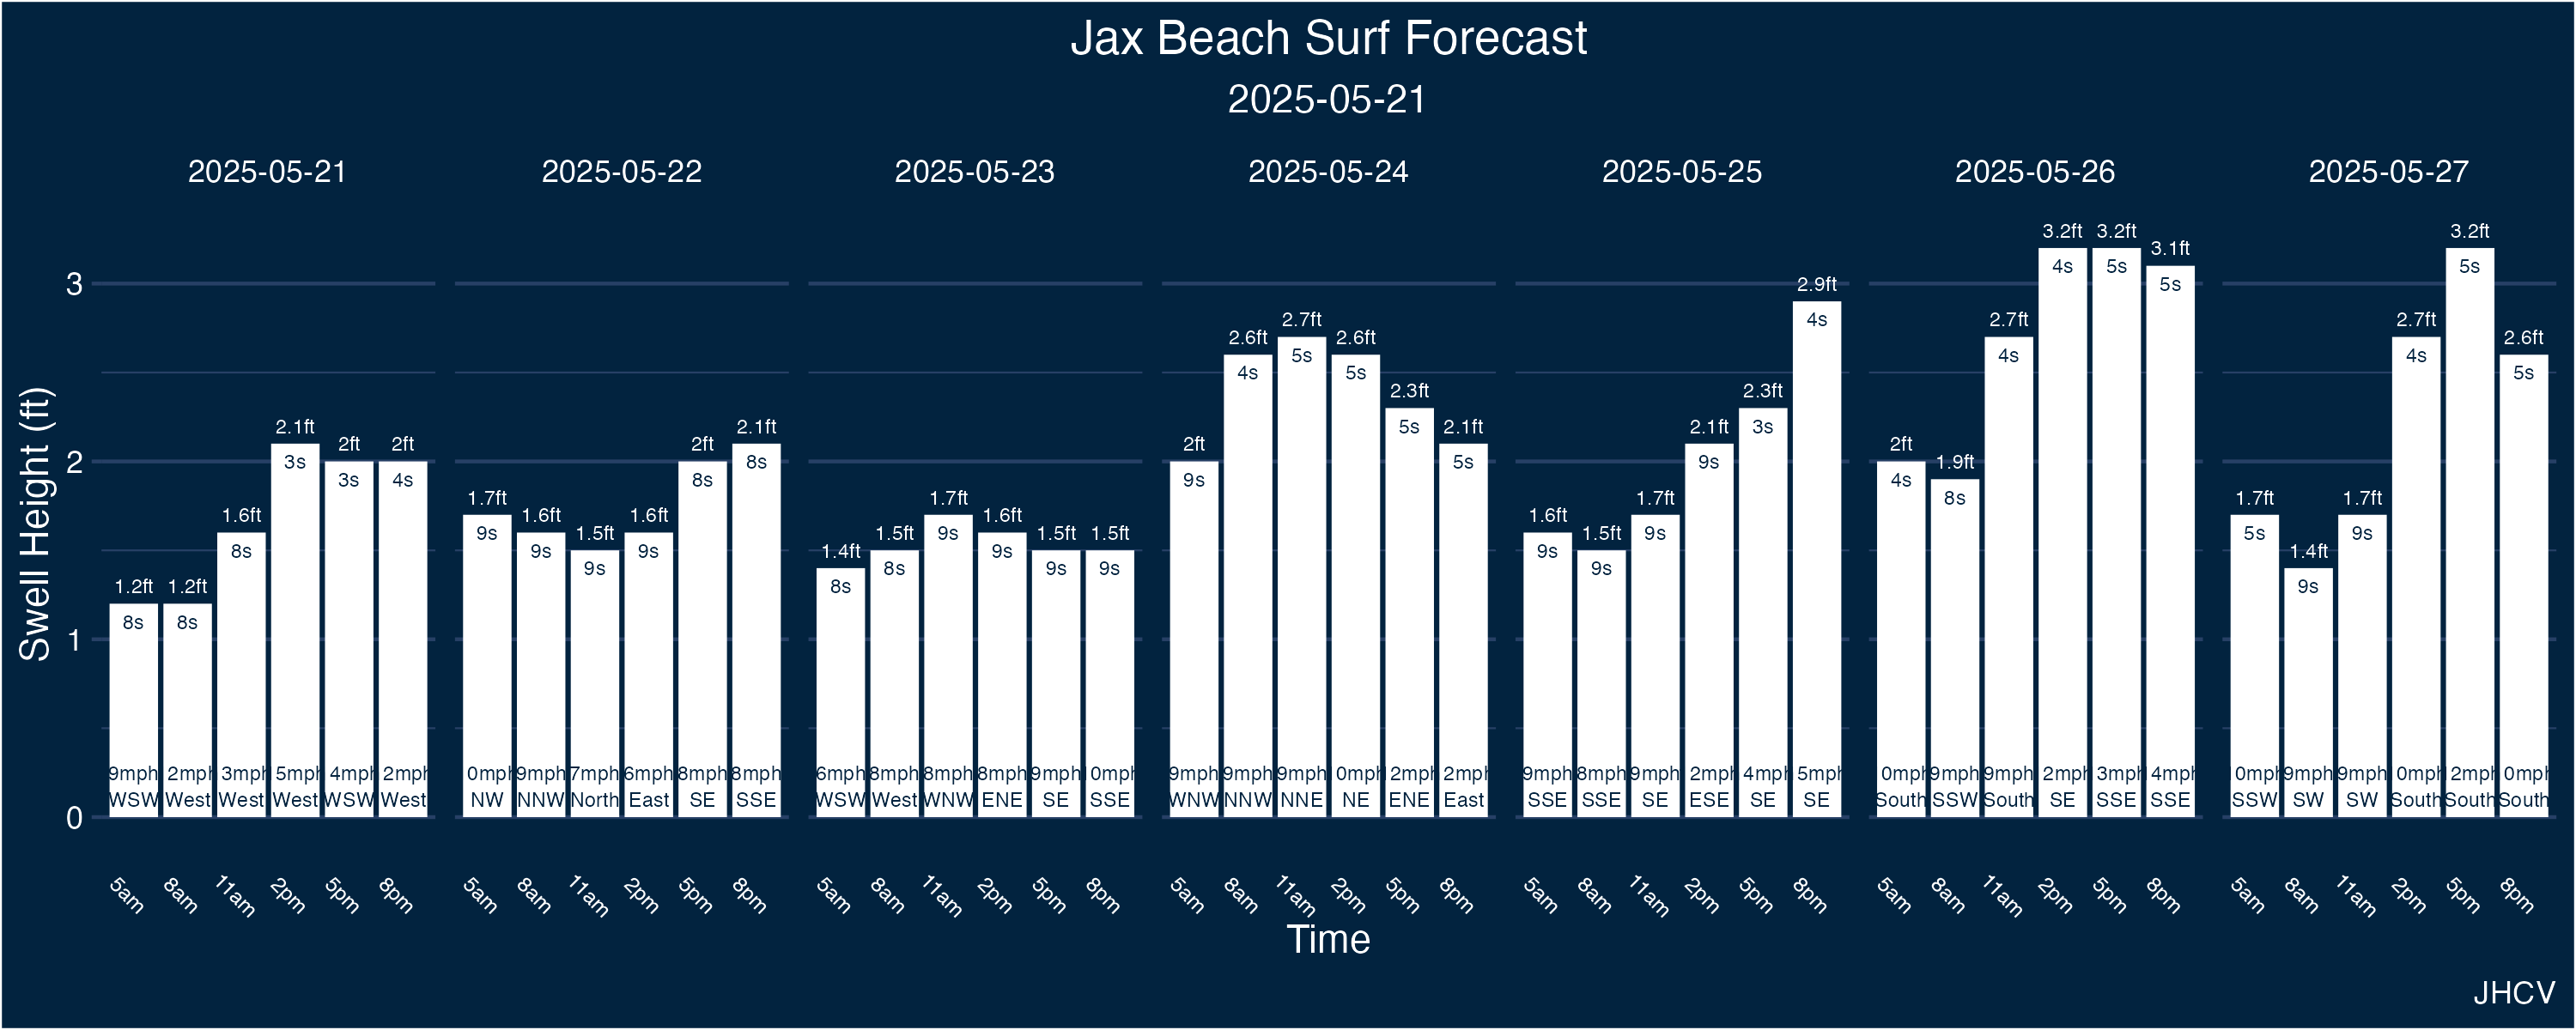 Jax Beach Surf Forecast
2025-05-21
2025-05-21 2025-05-22 2025-05-23 2025-05-24 2025-05-25 2025-05-26 2025-05-27
Swell Height (ft)
3
2
1
0
1.2ft 1.2ft 1.6ft 2.1ft 2ft 2ft
8s 8s 8s 3s 3s 4s
9mph 2mph 3mph 5mph 4mph 2mph
WSW West West West WSW West
1.7ft 1.6ft 1.5ft 1.6ft 2ft 2.1ft
9s 9s 9s 9s 8s 8s
0mph 9mph 7mph 6mph 8mph 8mph
NW NNW North East SE SSE
1.4ft 1.5ft 1.7ft 1.6ft 1.5ft 1.5ft
8s 8s 9s 9s 9s 9s
6mph 8mph 8mph 8mph 9mph 0mph
WSW West WNW ENE SE SSE
2ft 2.6ft 2.7ft 2.6ft 2.3ft 2.1ft
9s 4s 5s 5s 5s 5s
9mph 9mph 9mph 0mph 2mph 2mph
WNW NNW NNE NE ENE East
1.6ft 1.5ft 1.7ft 2.1ft 2.3ft 2.9ft
9s 9s 9s 9s 3s 4s
9mph 8mph 9mph 2mph 4mph 5mph
SSE SSE SE ESE SE SE
2ft 1.9ft 2.7ft 3.2ft 3.2ft 3.1ft
4s 8s 4s 4s 5s 5s
0mph 9mph 9mph 2mph 3mph 4mph
South SSW South SE SSE SSE
1.7ft 1.4ft 1.7ft 2.7ft 3.2ft 2.6ft
5s 9s 9s 4s 5s 5s
0mph 9mph 9mph 0mph 2mph 0mph
SSW SW SW South South South
5am 8am 11am 2pm 5pm 8pm 5am 8am 11am 2pm 5pm 8pm 5am 8am 11am 2pm 5pm 8pm 5am 8am 11am 2pm 5pm 8pm 5am 8am 11am 2pm 5pm 8pm 5am 8am 11am 2pm 5pm 8pm 5am 8am 11am 2pm 5pm 8pm
Time
JHCV